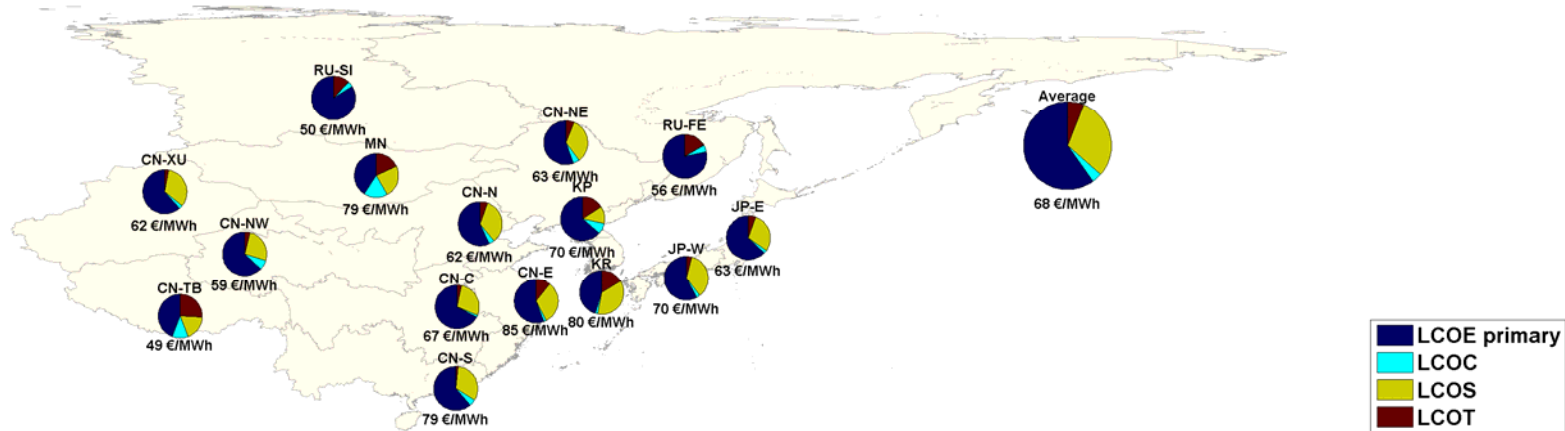 RU-SI
50 €/MWh
CN-NE
63 €/MWh
RU-FE
56 €/MWh
Average
68 €/MWh
MN
79 €/MWh
CN-XU
62 €/MWh
CN-N
62 €/MWh
KP
70 €/MWh
JP-E
63 €/MWh
CN-NW
59 €/MWh
JP-W
70 €/MWh
CN-TB
49 €/MWh
CN-C
67 €/MWh
CN-E
85 €/MWh
KR
80 €/MWh
CN-S
79 €/MWh
LCOE primary
LCOC
LCOS
LCOT